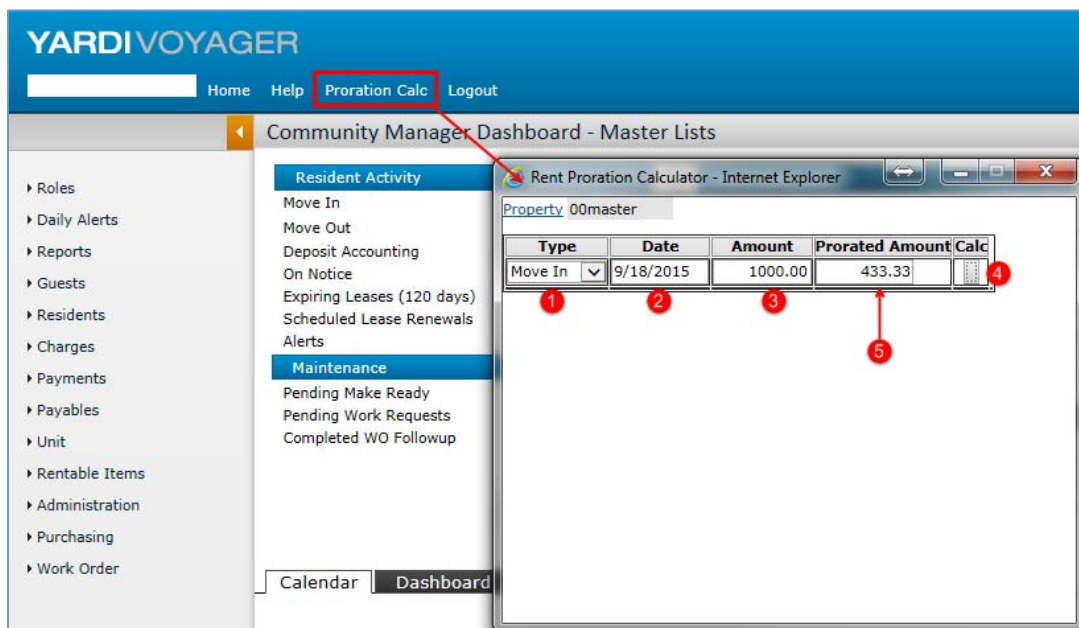 YARDI VOYAGER
Home Help Proration Calc Logout
Community Manager Dashboard - Master Lists
Roles
Daily Alerts
Reports
Guests
Residents
Charges
Payments
Payables
Unit
Rentable Items
Administration
Purchasing
Work Order
Resident Activity
Move In
Move Out
Deposit Accounting
On Notice
Expiring Leases (120 days)
Scheduled Lease Renewals
Alerts
Maintenance
Pending Make Ready
Pending Work Requests
Completed WO Followup
Calendar Dashboard
Rent Proration Calculator - Internet Explorer
Property 00master
Type Date Amount Prorated Amount Calc
Move In 9/18/2015 1000.00 433.33 4
1 2 3
5